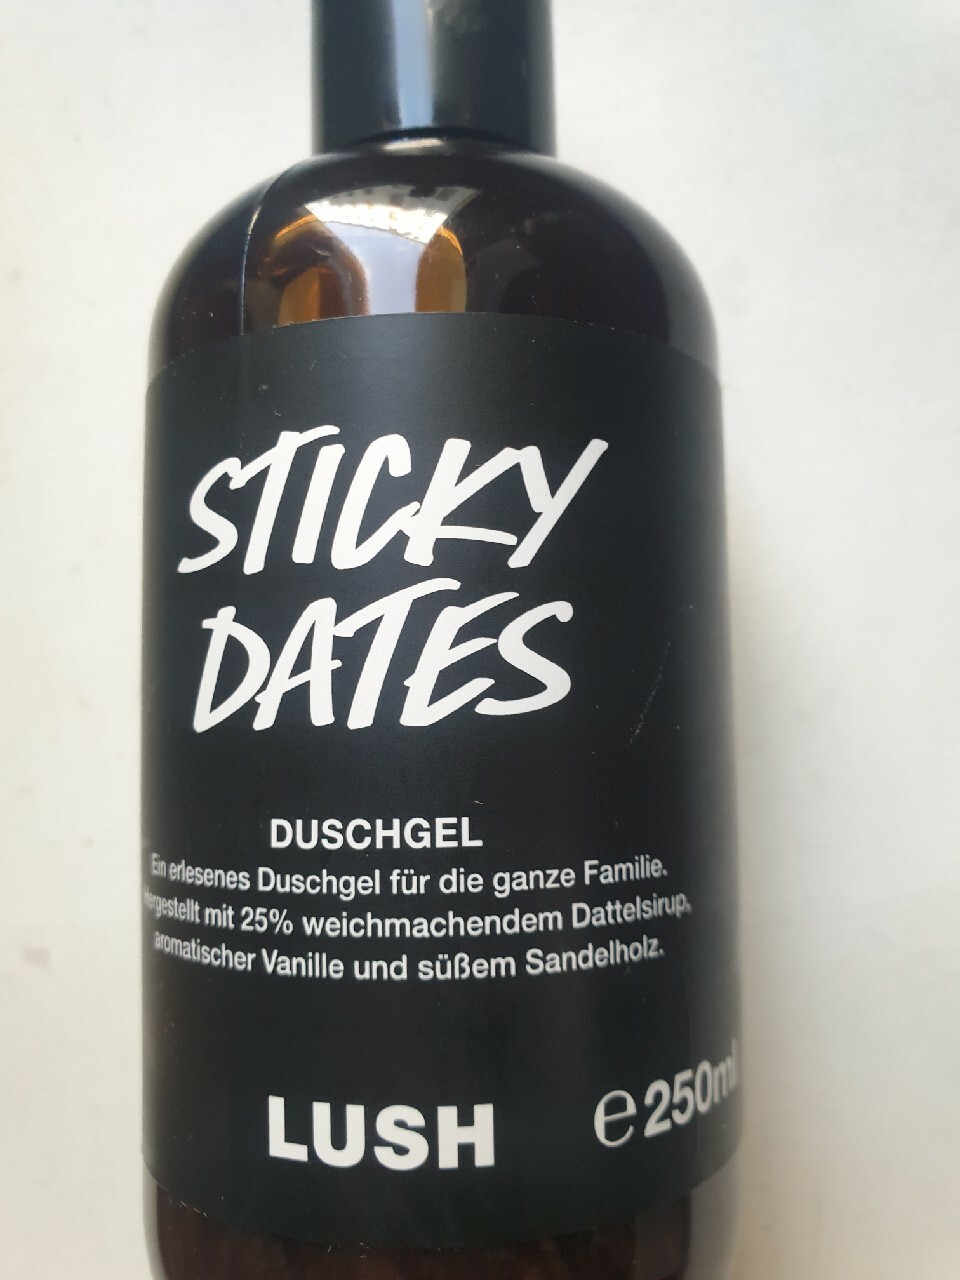 STICKY
DATES
DUSCHGEL
Ein erlesenes Duschgel für die ganze Familie.
Hergestellt mit 25% weichmachendem Dattelsirup,
aromatischer Vanille und süßem Sandelholz.
LUSH ℮250ml